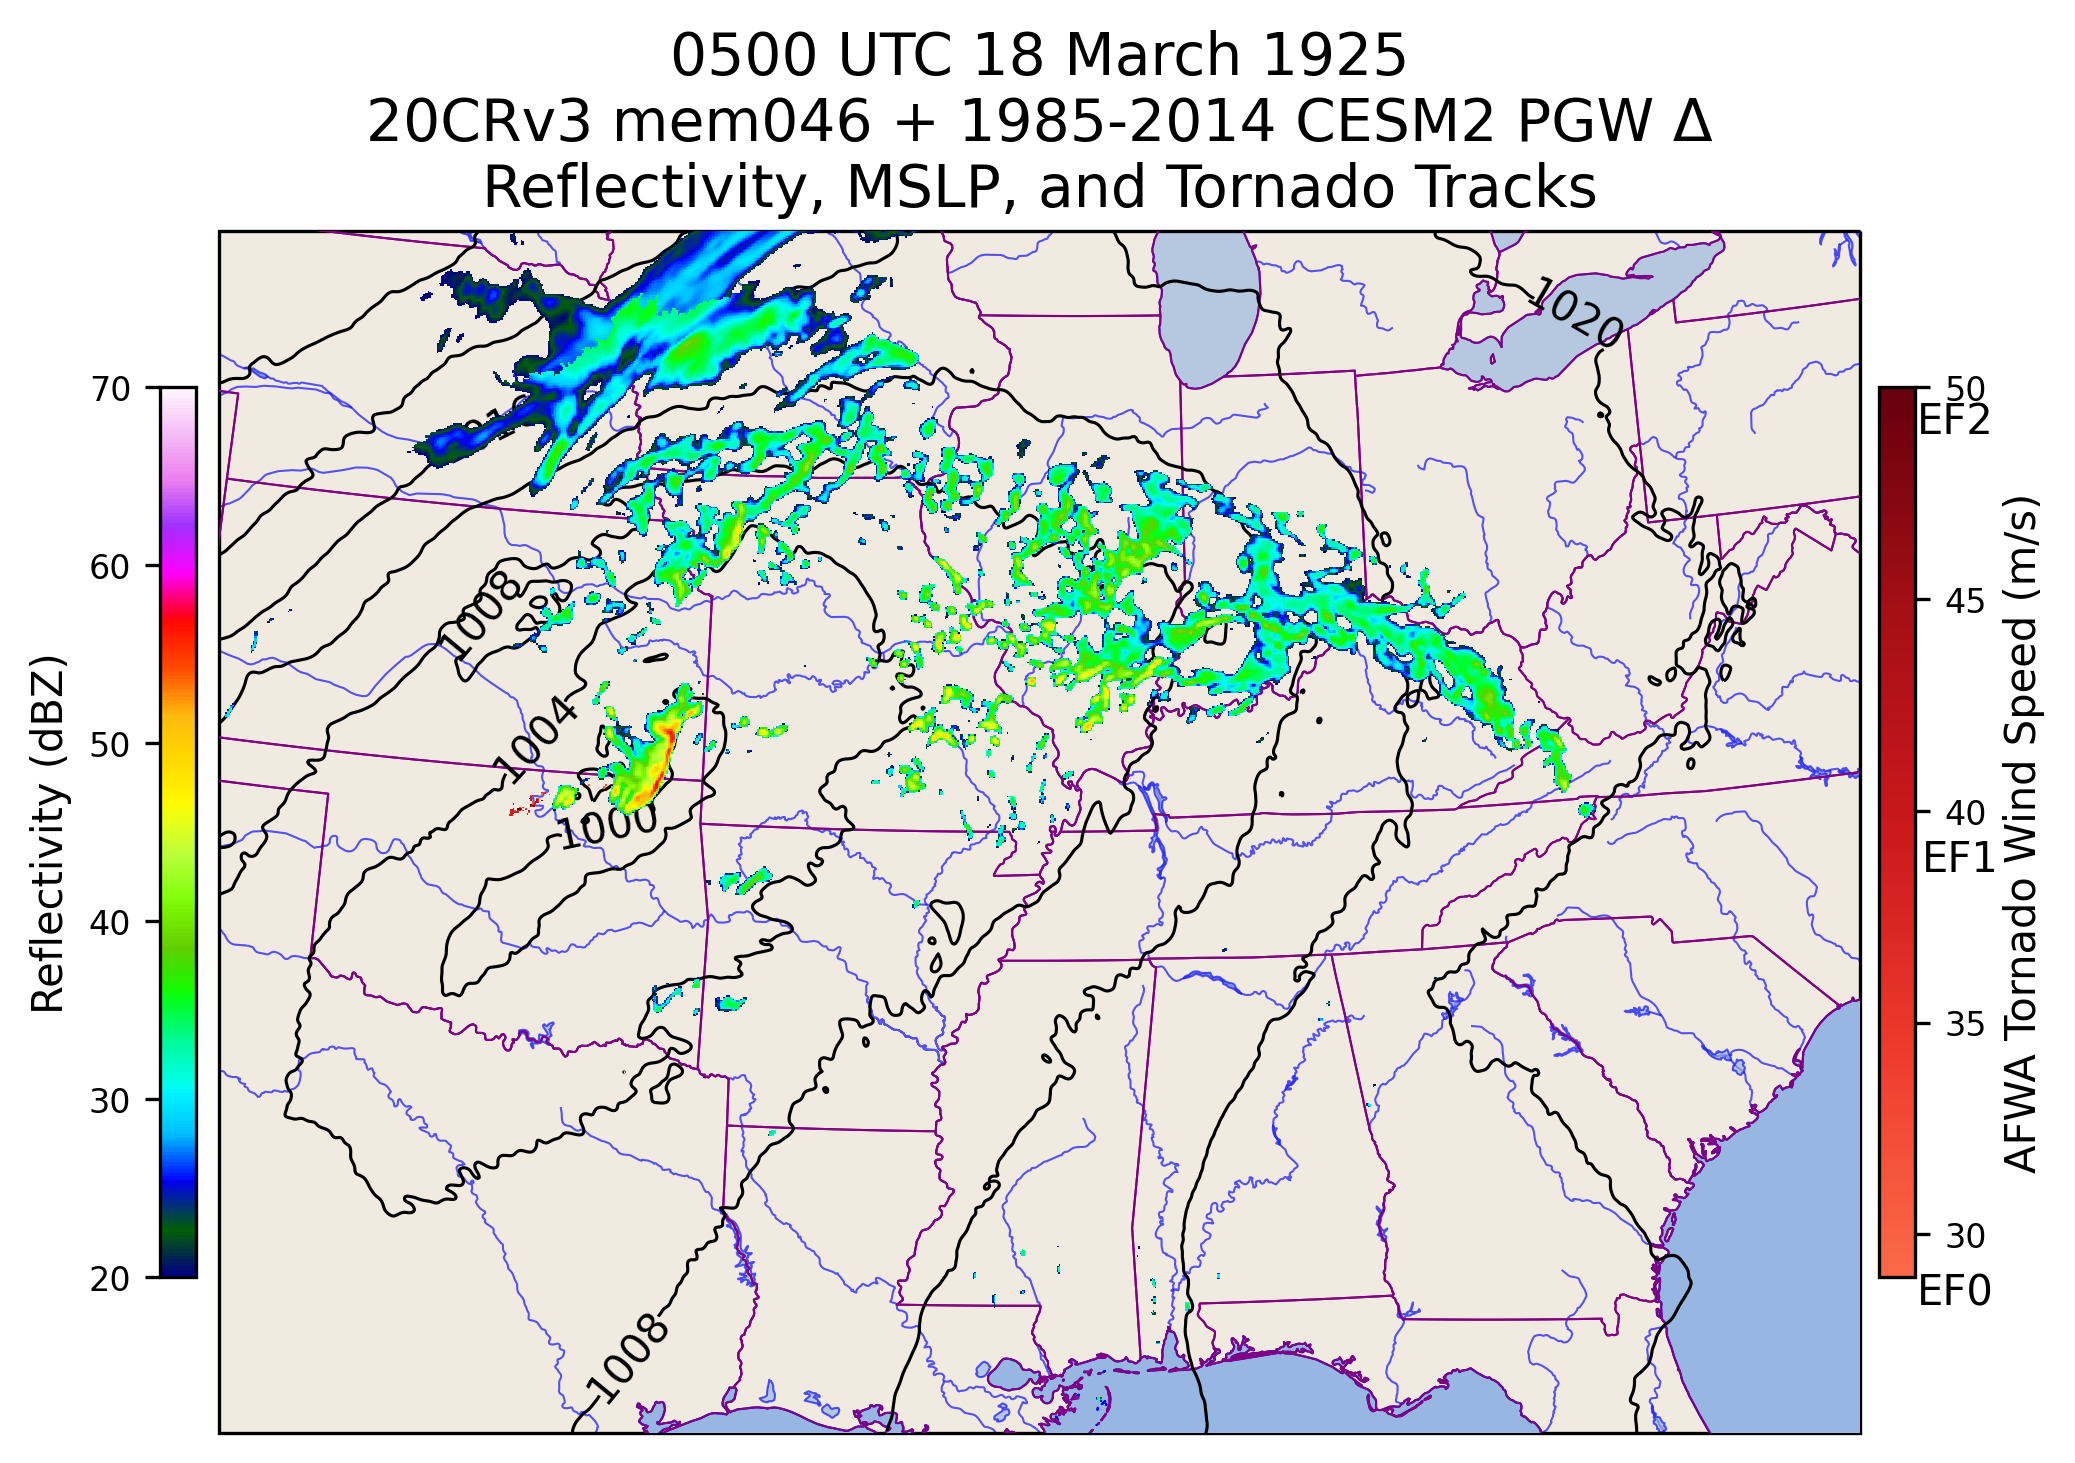 0500 UTC 18 March 1925
20CRv3 mem046 + 1985-2014 CESM2 PGW Δ
Reflectivity, MSLP, and Tornado Tracks
70
60
50
40
30
20
Reflectivity (dBZ)
1020
1008
1004
1000
1008
50
EF2
45
40
EF1
35
30
EF0
AFWA Tornado Wind Speed (m/s)